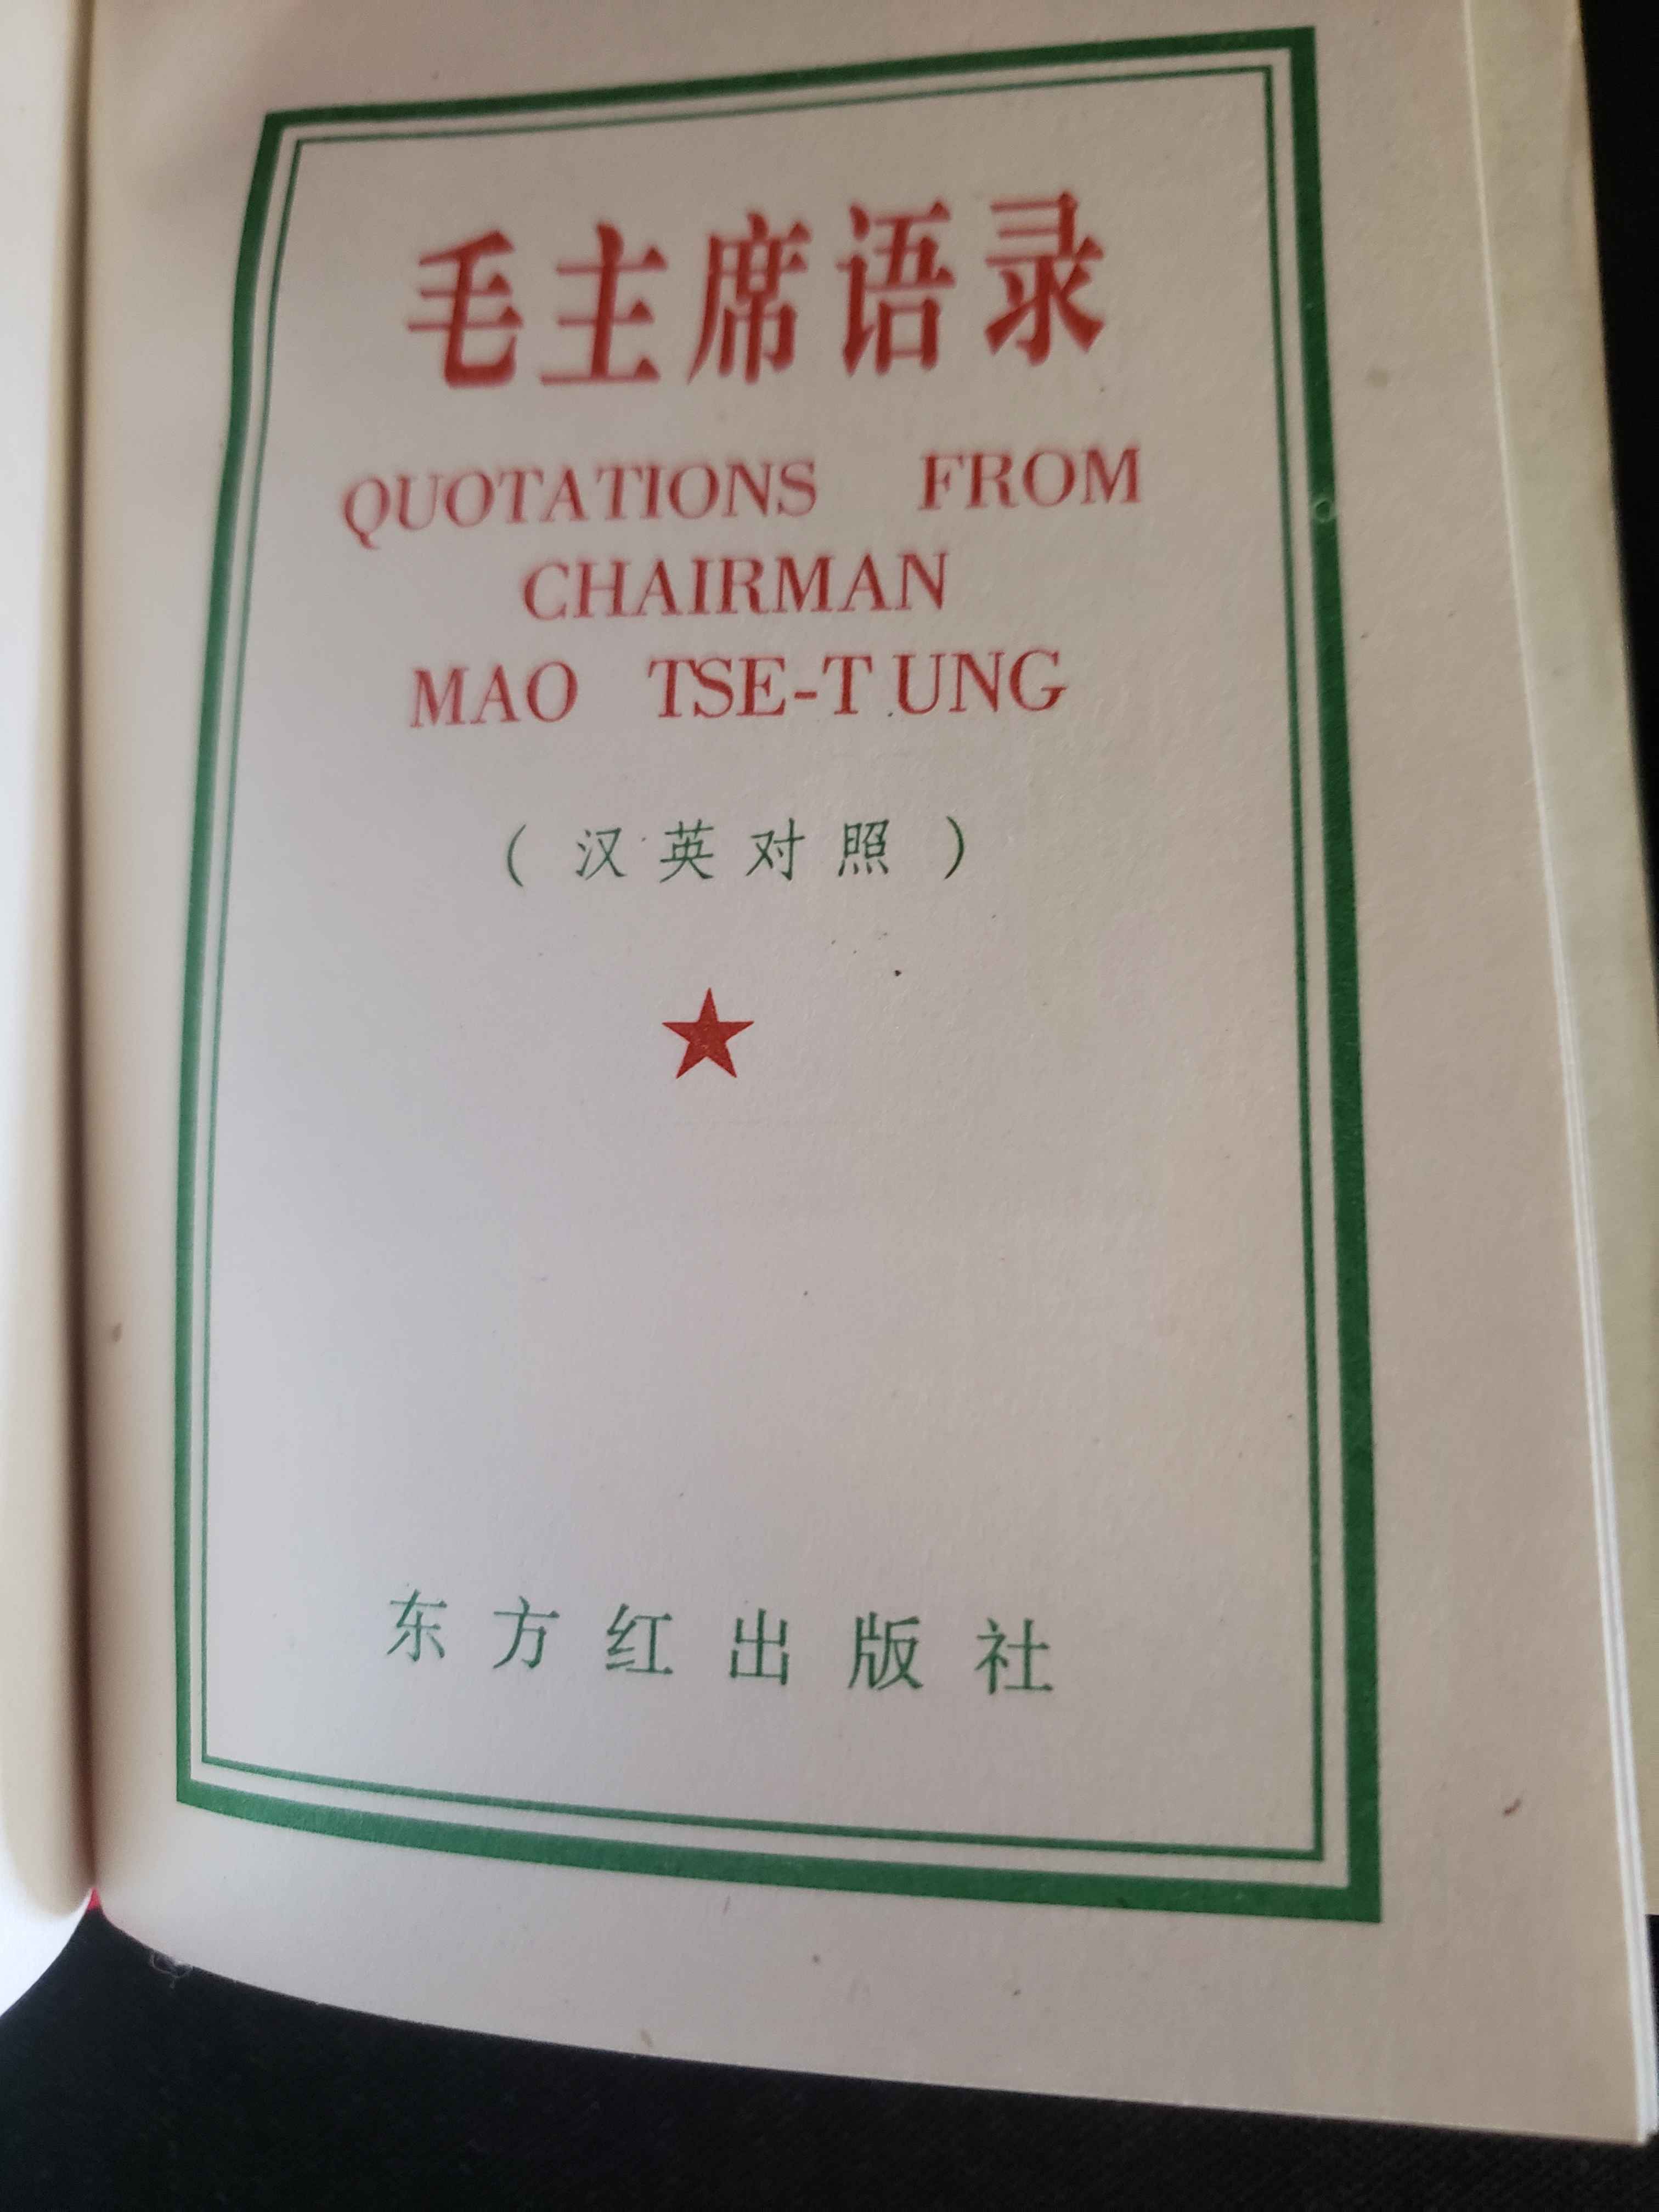 毛主席语录
QUOTATIONS FROM
CHAIRMAN
MAO TSE-TUNG
(汉英对照)
东方红出版社